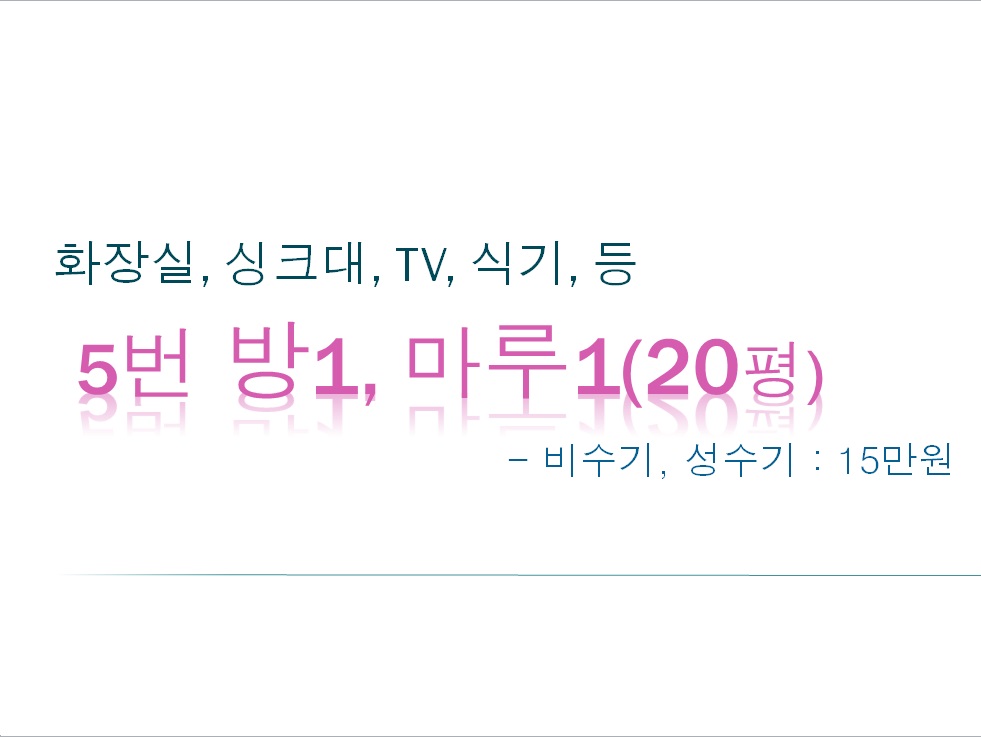 화장실, 싱크대, TV, 식기, 등
5번 방1, 마루1(20평)
- 비수기, 성수기 : 15만원